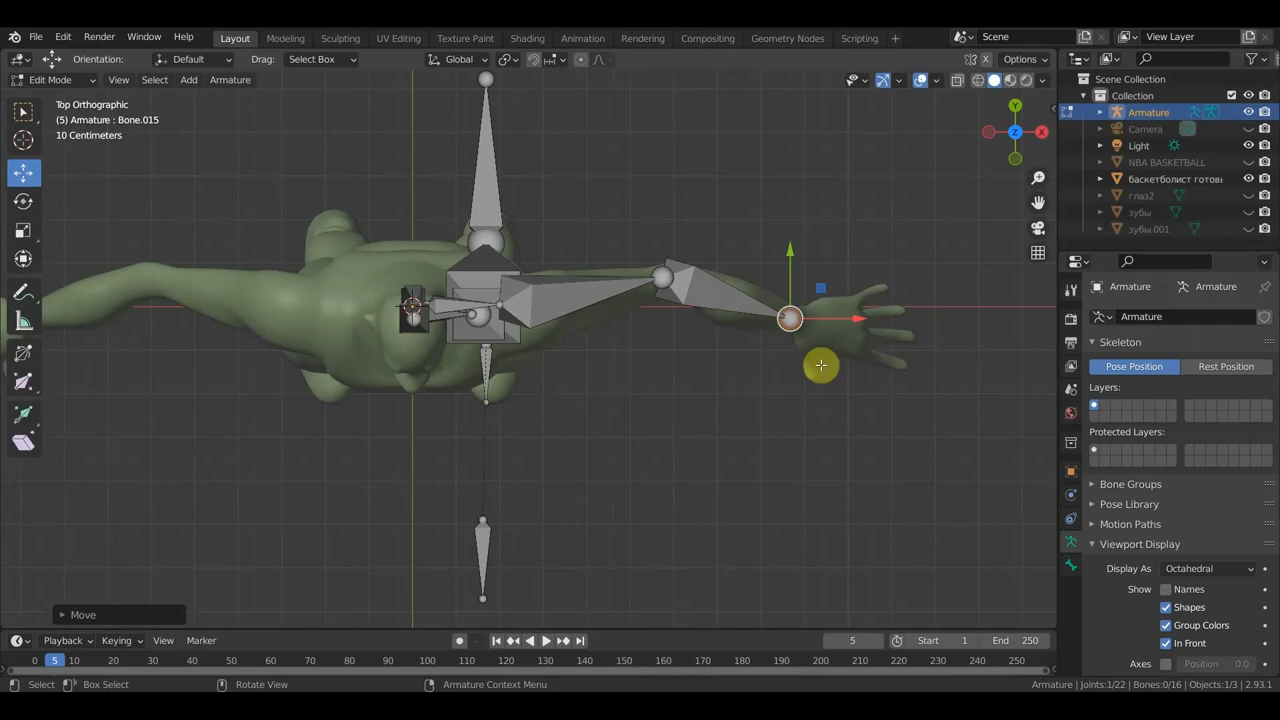 File Edit Render Window Help Layout Modeling Sculpting UV Editing Texture Paint Shading Animation Rendering Compositing Geometry Nodes Scripting + Scene View Layer
Orientation: Default Drag: Select Box Global X Options
Edit Mode View Select Add Armature
Top Orthographic
(5) Armature : Bone.015
10 Centimeters
Y
X
Z
Move
Scene Collection
Collection
Armature
Camera
Light
NBA BASKETBALL
баскетболист готовь
глаз2
зубы
зубы.001
Armature Armature
Armature
Skeleton
Pose Position Rest Position
Layers:
Protected Layers:
Bone Groups
Pose Library
Motion Paths
Viewport Display
Display As Octahedral
Show Names
Shapes
Group Colors
In Front
Axes Position 0.0
Playback Keying View Marker 5 Start 1 End 250
0 5 10 20 30 40 50 60 70 80 90 100 110 120 130 140 150 160 170 180 190 200 210 220 230 240 250
Select Box Select Rotate View Armature Context Menu Armature | Joints:1/22 | Bones:0/16 | Objects:1/3 | 2.93.1